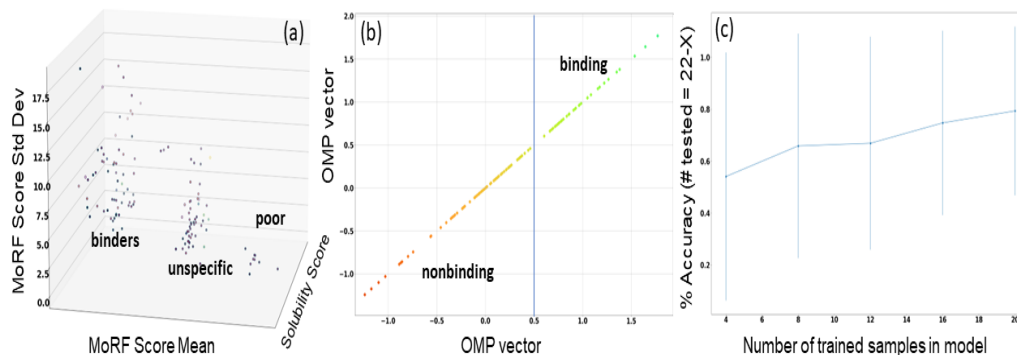 (a)
MoRF Score Std Dev
17.5
15.0
12.5
10.0
7.5
5.0
2.5
0.0
binders
unspecific
poor
Solubility Score
MoRF Score Mean
(b)
OMP vector
2.0
1.5
1.0
0.5
0.0
−0.5
−1.0
binding
nonbinding
−1.0 −0.5 0.0 0.5 1.0 1.5
OMP vector
(c)
% Accuracy (# tested = 22-X)
1.0
0.8
0.6
0.4
0.2
4 6 8 10 12 14 16 18 20
Number of trained samples in model